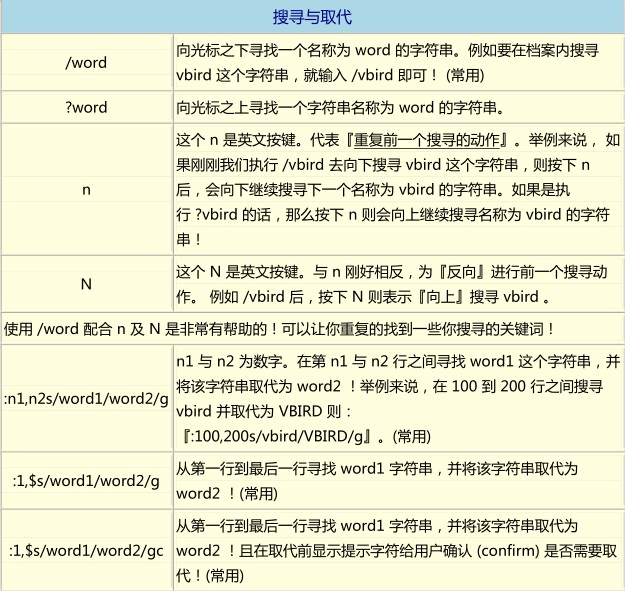 搜寻与取代
/word
向光标之下寻找一个名称为 word 的字符串。例如要在档案内搜寻
vbird 这个字符串，就输入 /vbird 即可！ (常用)
?word
向光标之上寻找一个字符串名称为 word 的字符串。
n
这个 n 是英文按键。代表『重复前一个搜寻的动作』。举例来说， 如
果刚刚我们执行 /vbird 去向下搜寻 vbird 这个字符串，则按下 n
后，会向下继续搜寻下一个名称为 vbird 的字符串。如果是执
行 ?vbird 的话，那么按下 n 则会向上继续搜寻名称为 vbird 的字符
串！
N
这个 N 是英文按键。与 n 刚好相反，为『反向』进行前一个搜寻动
作。 例如 /vbird 后，按下 N 则表示『向上』搜寻 vbird 。
使用 /word 配合 n 及 N 是非常有帮助的！可以让你重复的找到一些你搜寻的关键词！
:n1,n2s/word1/word2/g
n1 与 n2 为数字。在第 n1 与 n2 行之间寻找 word1 这个字符串，并
将该字符串取代为 word2 ！举例来说，在 100 到 200 行之间搜寻
vbird 并取代为 VBIRD 则：
『:100,200s/vbird/VBIRD/g』。(常用)
:1,$s/word1/word2/g
从第一行到最后一行寻找 word1 字符串，并将该字符串取代为
word2 ！(常用)
:1,$s/word1/word2/gc
从第一行到最后一行寻找 word1 字符串，并将该字符串取代为
word2 ！且在取代前显示提示字符给用户确认 (confirm) 是否需要取
代！(常用)